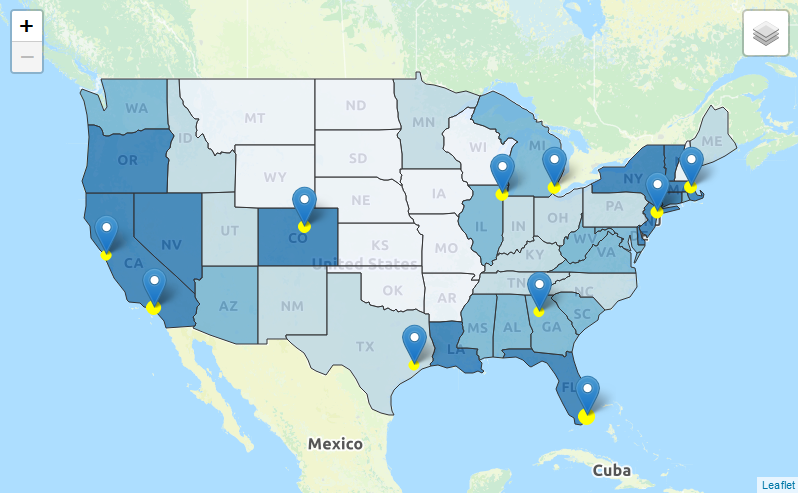 +
−
WA
MT
ND
MN
ID
OR
SD
WI
MI
ME
WY
NY
NE
IA
PA
IL
IN
OH
NV
UT
CO
KS
MO
WV
VA
KY
CA
United States
TN
NC
AZ
NM
OK
AR
SC
MS
AL
GA
TX
LA
FL
Mexico
Cuba
Leaflet